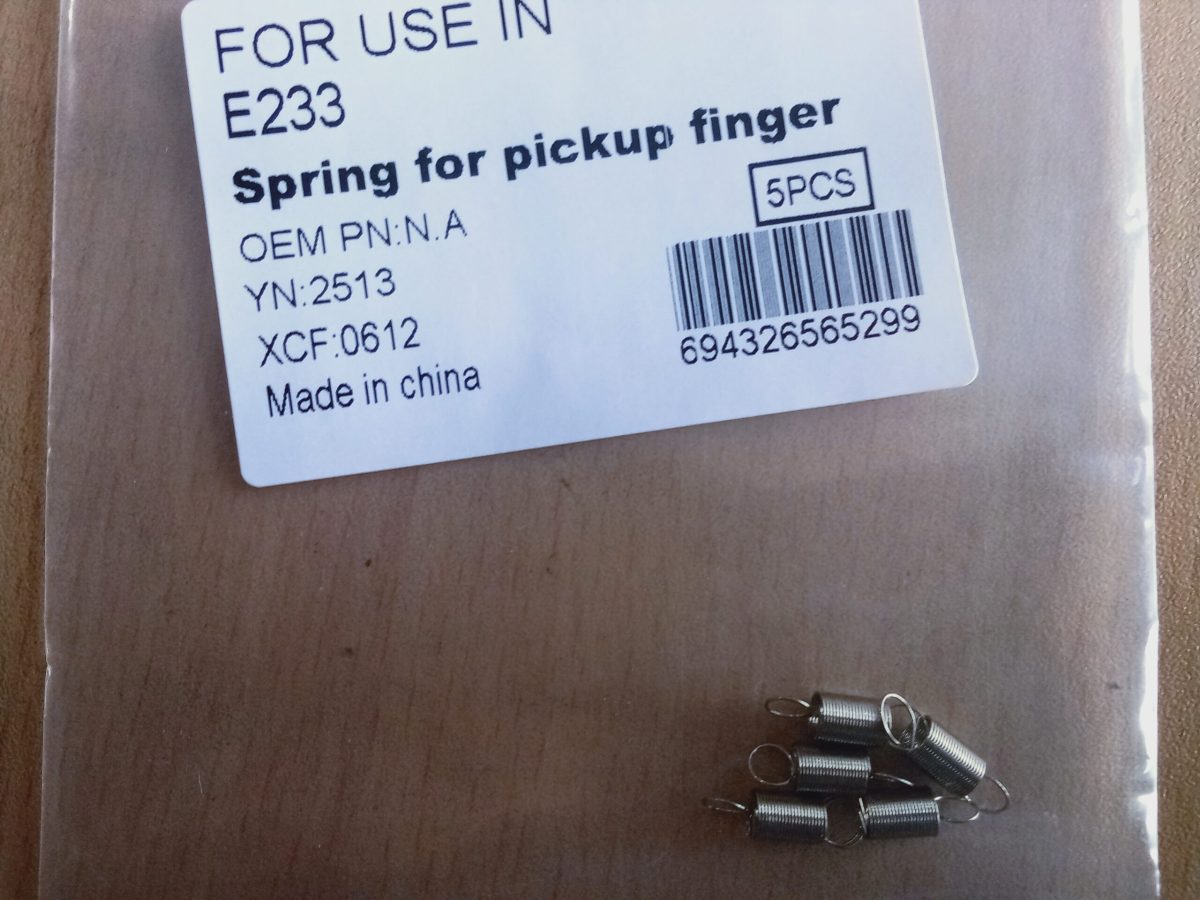 FOR USE IN
E233
Spring for pickup finger
5PCS
OEM PN:N.A
YN:2513
XCF:0612
Made in china
694326565299